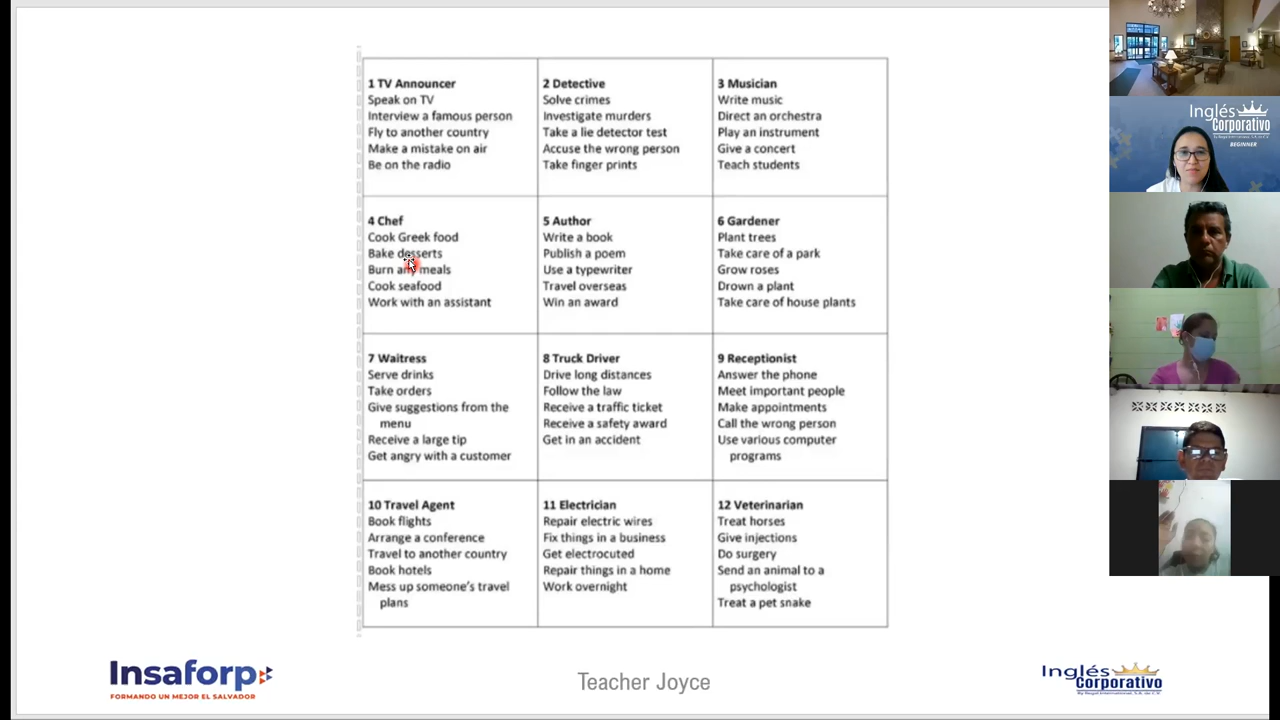 1 TV Announcer
Speak on TV
Interview a famous person
Fly to another country
Make a mistake on air
Be on the radio
2 Detective
Solve crimes
Investigate murders
Take a lie detector test
Accuse the wrong person
Take finger prints
3 Musician
Write music
Direct an orchestra
Play an instrument
Give a concert
Teach students
4 Chef
Cook Greek food
Bake desserts
Burn any meals
Cook seafood
Work with an assistant
5 Author
Write a book
Publish a poem
Use a typewriter
Travel overseas
Win an award
6 Gardener
Plant trees
Take care of a park
Grow roses
Drown a plant
Take care of house plants
7 Waitress
Serve drinks
Take orders
Give suggestions from the
menu
Receive a large tip
Get angry with a customer
8 Truck Driver
Drive long distances
Follow the law
Receive a traffic ticket
Receive a safety award
Get in an accident
9 Receptionist
Answer the phone
Meet important people
Make appointments
Call the wrong person
Use various computer
programs
10 Travel Agent
Book flights
Arrange a conference
Travel to another country
Book hotels
Mess up someone's travel
plans
11 Electrician
Repair electric wires
Fix things in a business
Get electrocuted
Repair things in a home
Work overnight
12 Veterinarian
Treat horses
Give injections
Do surgery
Send an animal to a
psychologist
Treat a pet snake
Insaforp
FORMANDO UN MEJOR EL SALVADOR
Teacher Joyce
Inglés
Corporativo
Inglés
Corporativo
BEGINNER